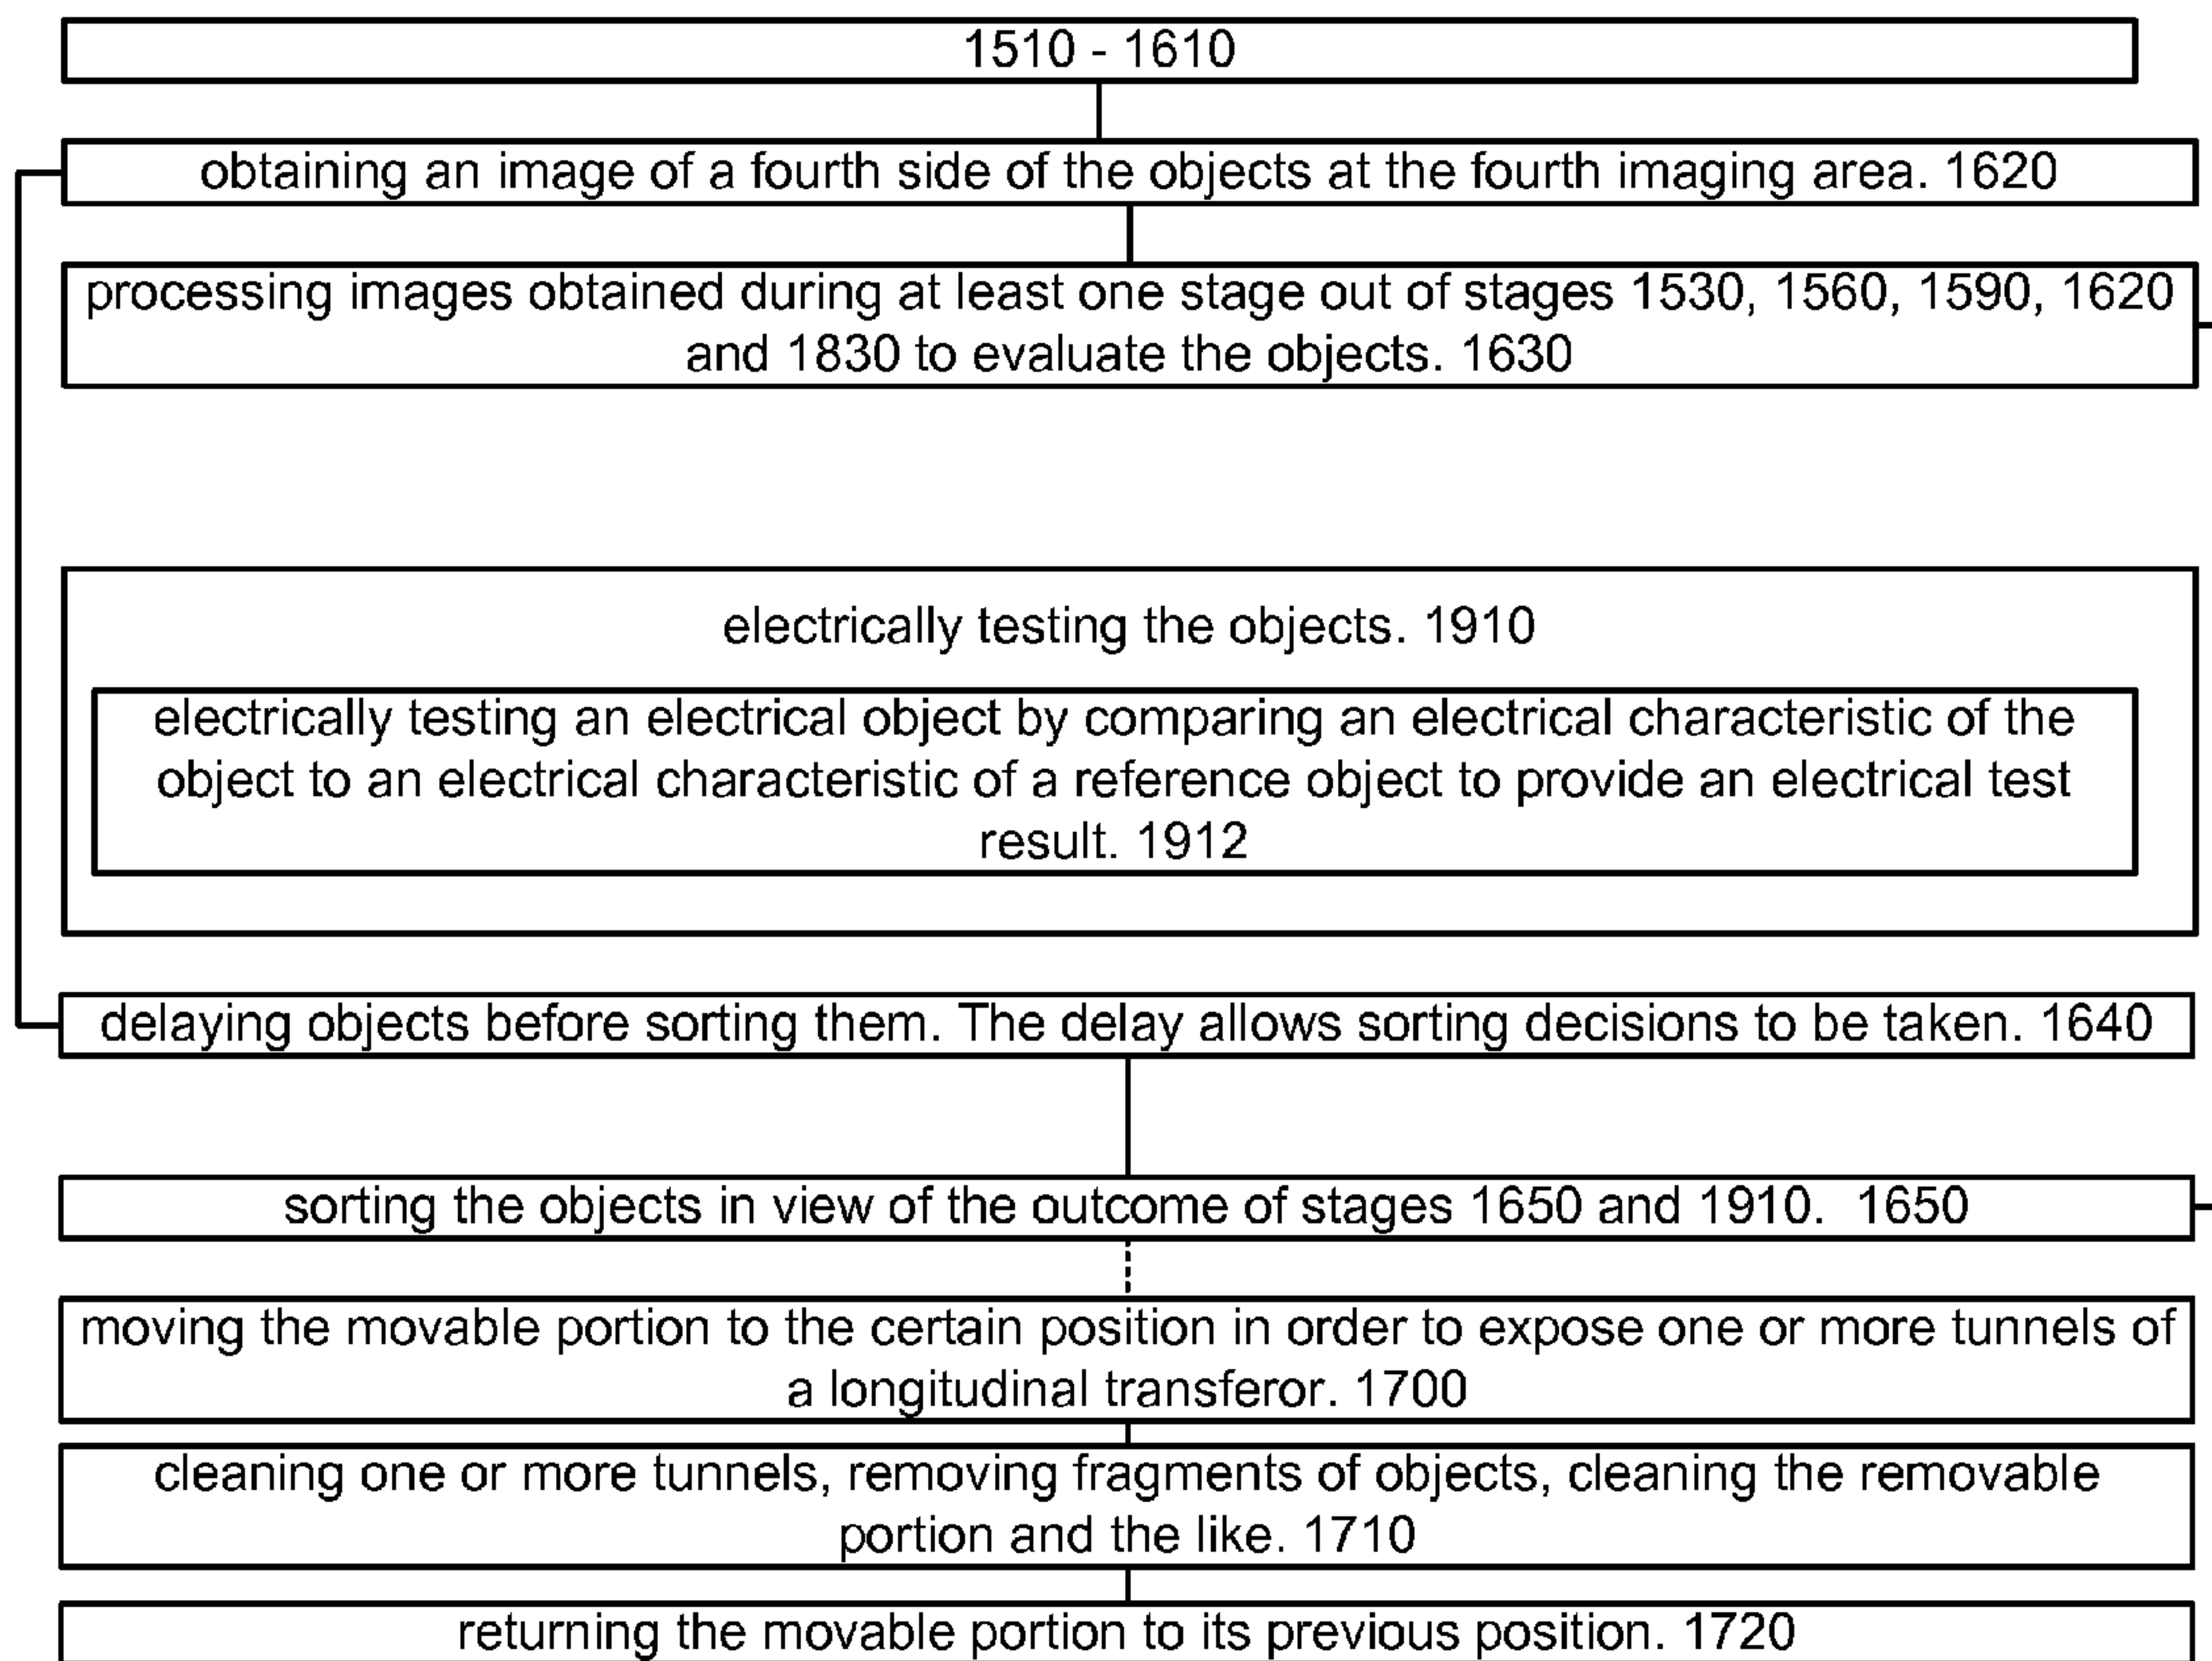 1510 - 1610
obtaining an image of a fourth side of the objects at the fourth imaging area. 1620
processing images obtained during at least one stage out of stages 1530, 1560, 1590, 1620
and 1830 to evaluate the objects. 1630
electrically testing the objects. 1910
electrically testing an electrical object by comparing an electrical characteristic of the
object to an electrical characteristic of a reference object to provide an electrical test
result. 1912
delaying objects before sorting them. The delay allows sorting decisions to be taken. 1640
sorting the objects in view of the outcome of stages 1650 and 1910.  1650
moving the movable portion to the certain position in order to expose one or more tunnels of
a longitudinal transferor. 1700
cleaning one or more tunnels, removing fragments of objects, cleaning the removable
portion and the like. 1710
returning the movable portion to its previous position. 1720